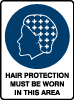 HAIR PROTECTION
MUST BE WORN
IN THIS AREA